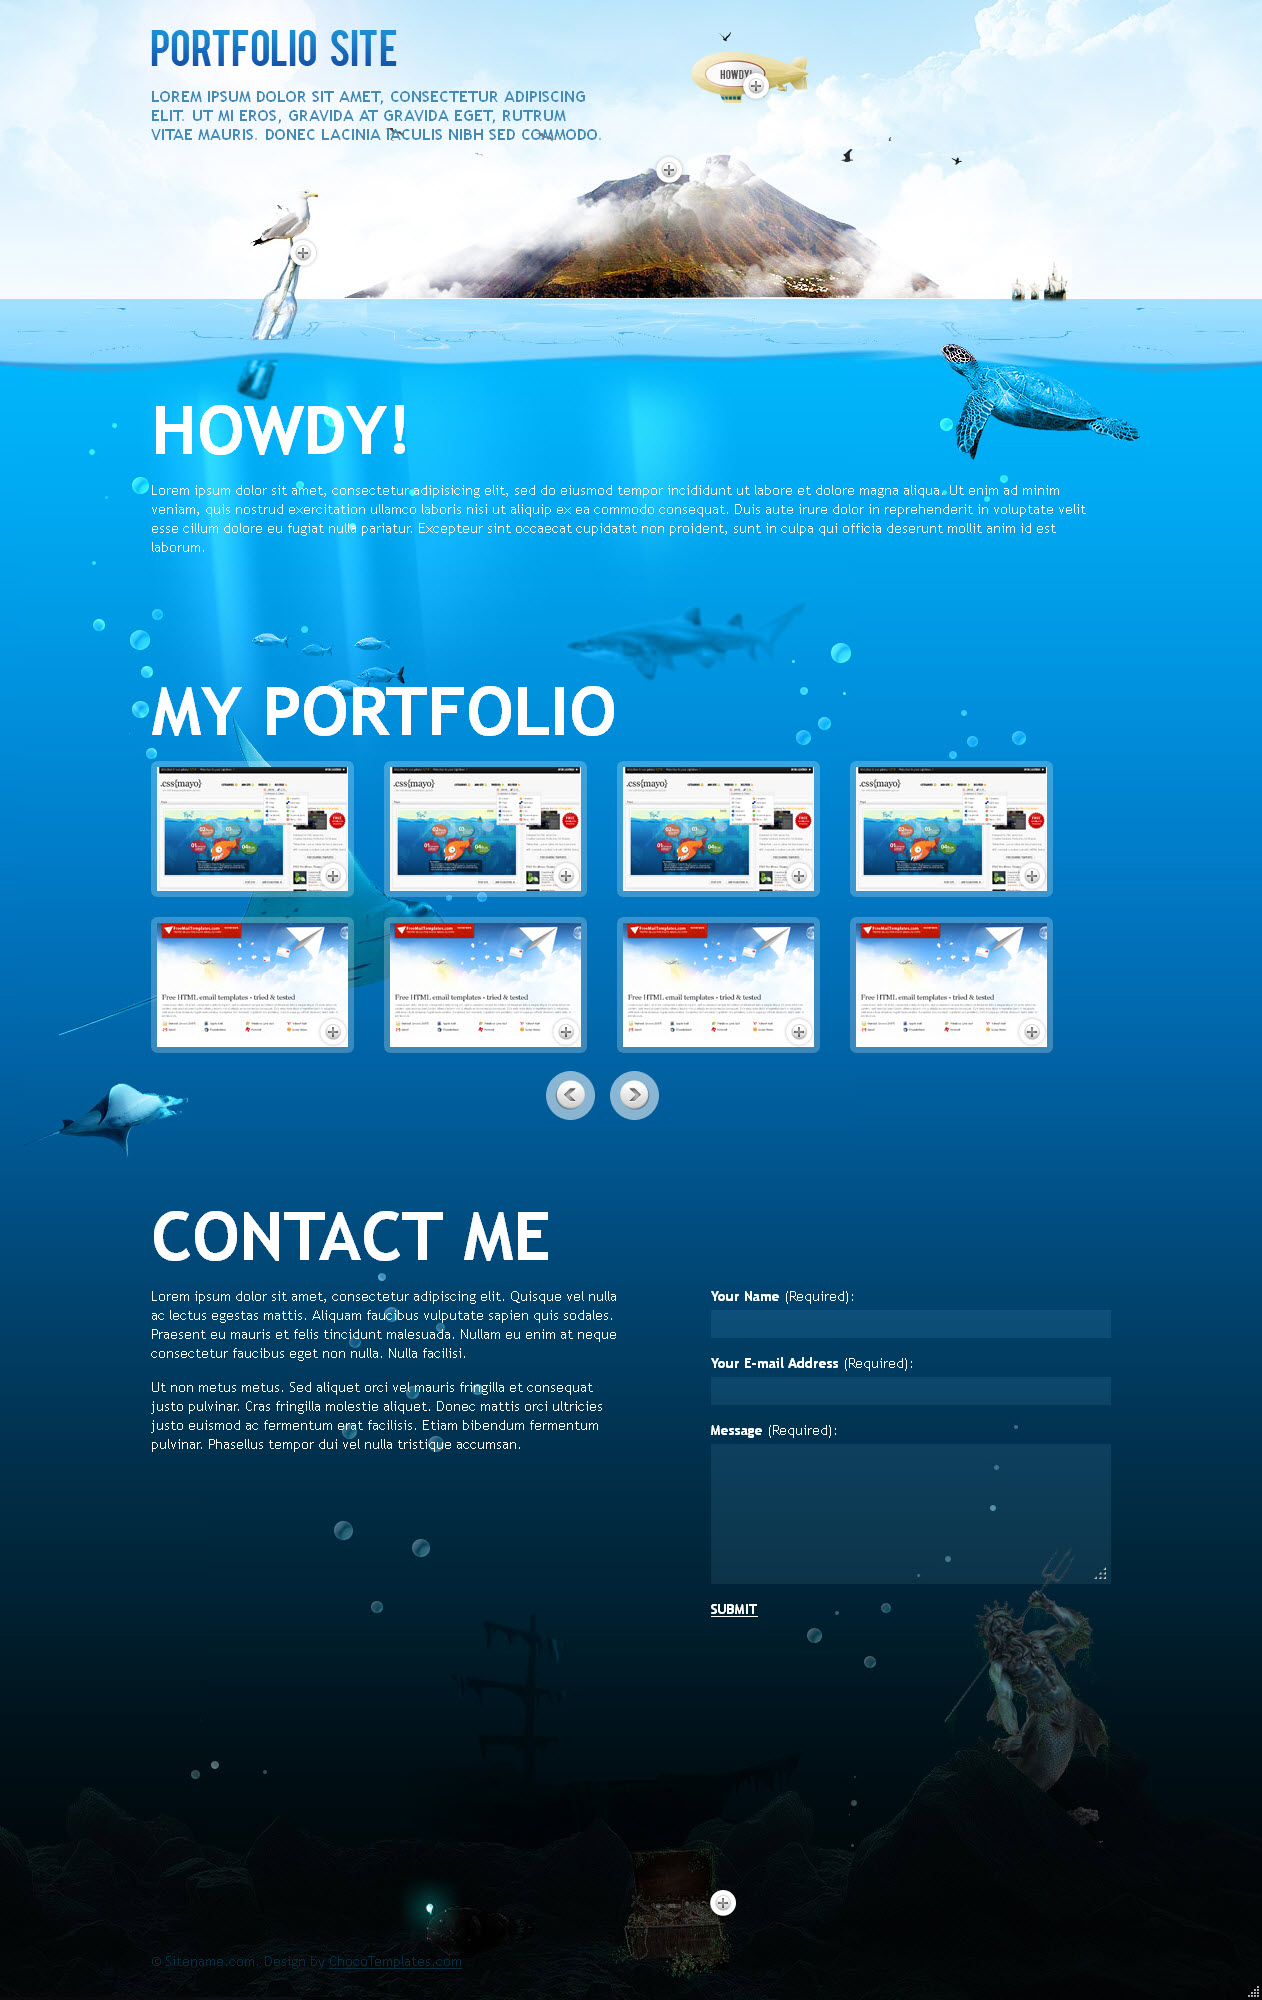 PORTFOLIO SITE
LOREM IPSUM DOLOR SIT AMET, CONSECTETUR ADIPISCING
ELIT. UT MI EROS, GRAVIDA AT GRAVIDA EGET, RUTRUM
VITAE MAURIS. DONEC LACINIA IACULIS NIBH SED COMMODO.
HOWDY!
HOWDY!
Lorem ipsum dolor sit amet, consectetur adipisicing elit, sed do eiusmod tempor incididunt ut labore et dolore magna aliqua. Ut enim ad minim
veniam, quis nostrud exercitation ullamco laboris nisi ut aliquip ex ea commodo consequat. Duis aute irure dolor in reprehenderit in voluptate velit
esse cillum dolore eu fugiat nulla pariatur. Excepteur sint occaecat cupidatat non proident, sunt in culpa qui officia deserunt mollit anim id est
laborum.
MY PORTFOLIO
.css{mayo}
.css{mayo}
.css{mayo}
.css{mayo}
FreeMailTemplates.com
FreeMailTemplates.com
FreeMailTemplates.com
FreeMailTemplates.com
Free HTML email templates - tried & tested
Free HTML email templates - tried & tested
Free HTML email templates - tried & tested
Free HTML email templates - tried & tested
CONTACT ME
Lorem ipsum dolor sit amet, consectetur adipiscing elit. Quisque vel nulla
ac lectus egestas mattis. Aliquam faucibus vulputate sapien quis sodales.
Praesent eu mauris et felis tincidunt malesuada. Nullam eu enim at neque
consectetur faucibus eget non nulla. Nulla facilisi.
Ut non metus metus. Sed aliquet orci vel mauris fringilla et consequat
justo pulvinar. Cras fringilla molestie aliquet. Donec mattis orci ultricies
justo euismod ac fermentum erat facilisis. Etiam bibendum fermentum
pulvinar. Phasellus tempor dui vel nulla tristique accumsan.
Your Name (Required):
Your E-mail Address (Required):
Message (Required):
SUBMIT
© Sitename.com. Design by ChocoTemplates.com